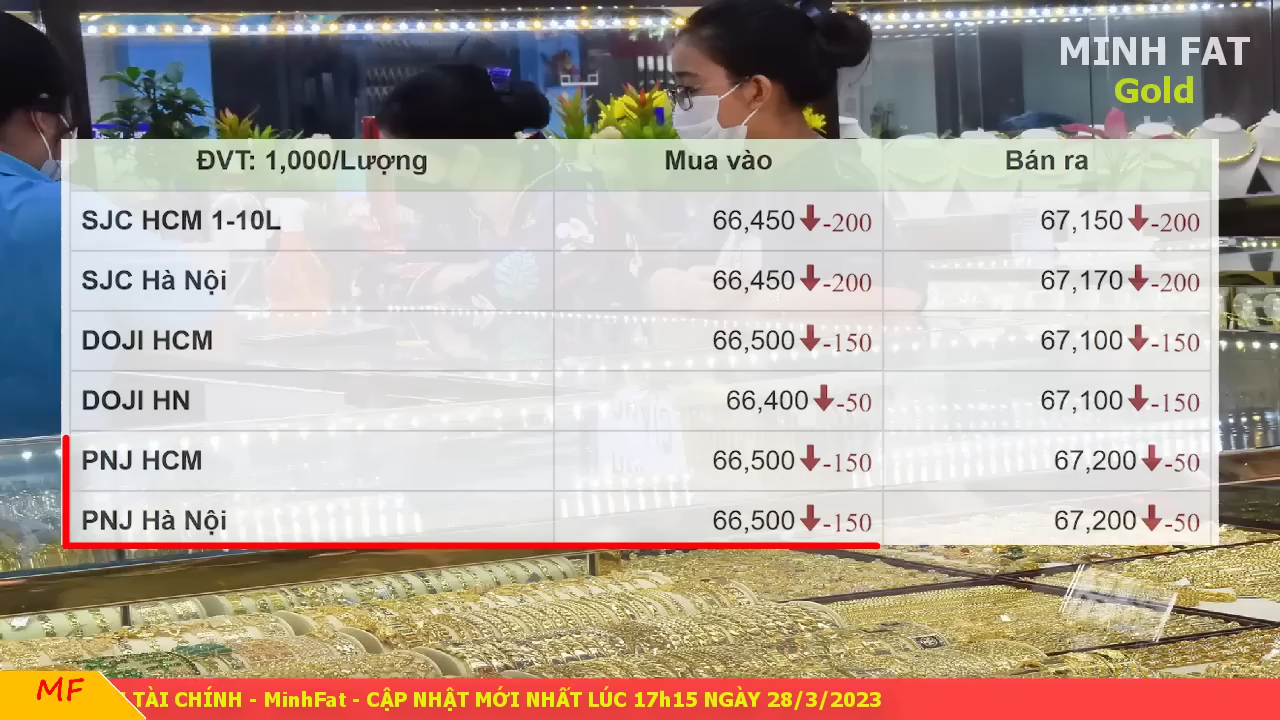 MINH FAT
Gold
ĐVT: 1,000/Lượng Mua vào Bán ra
SJC HCM 1-10L 66,450 -200 67,150 -200
SJC Hà Nội 66,450 -200 67,170 -200
DOJI HCM 66,500 -150 67,100 -150
DOJI HN 66,400 -50 67,100 -150
PNJ HCM 66,500 -150 67,200 -50
PNJ Hà Nội 66,500 -150 67,200 -50
MF TÀI CHÍNH - MinhFat - CẬP NHẬT MỚI NHẤT LÚC 17h15 NGÀY 28/3/2023